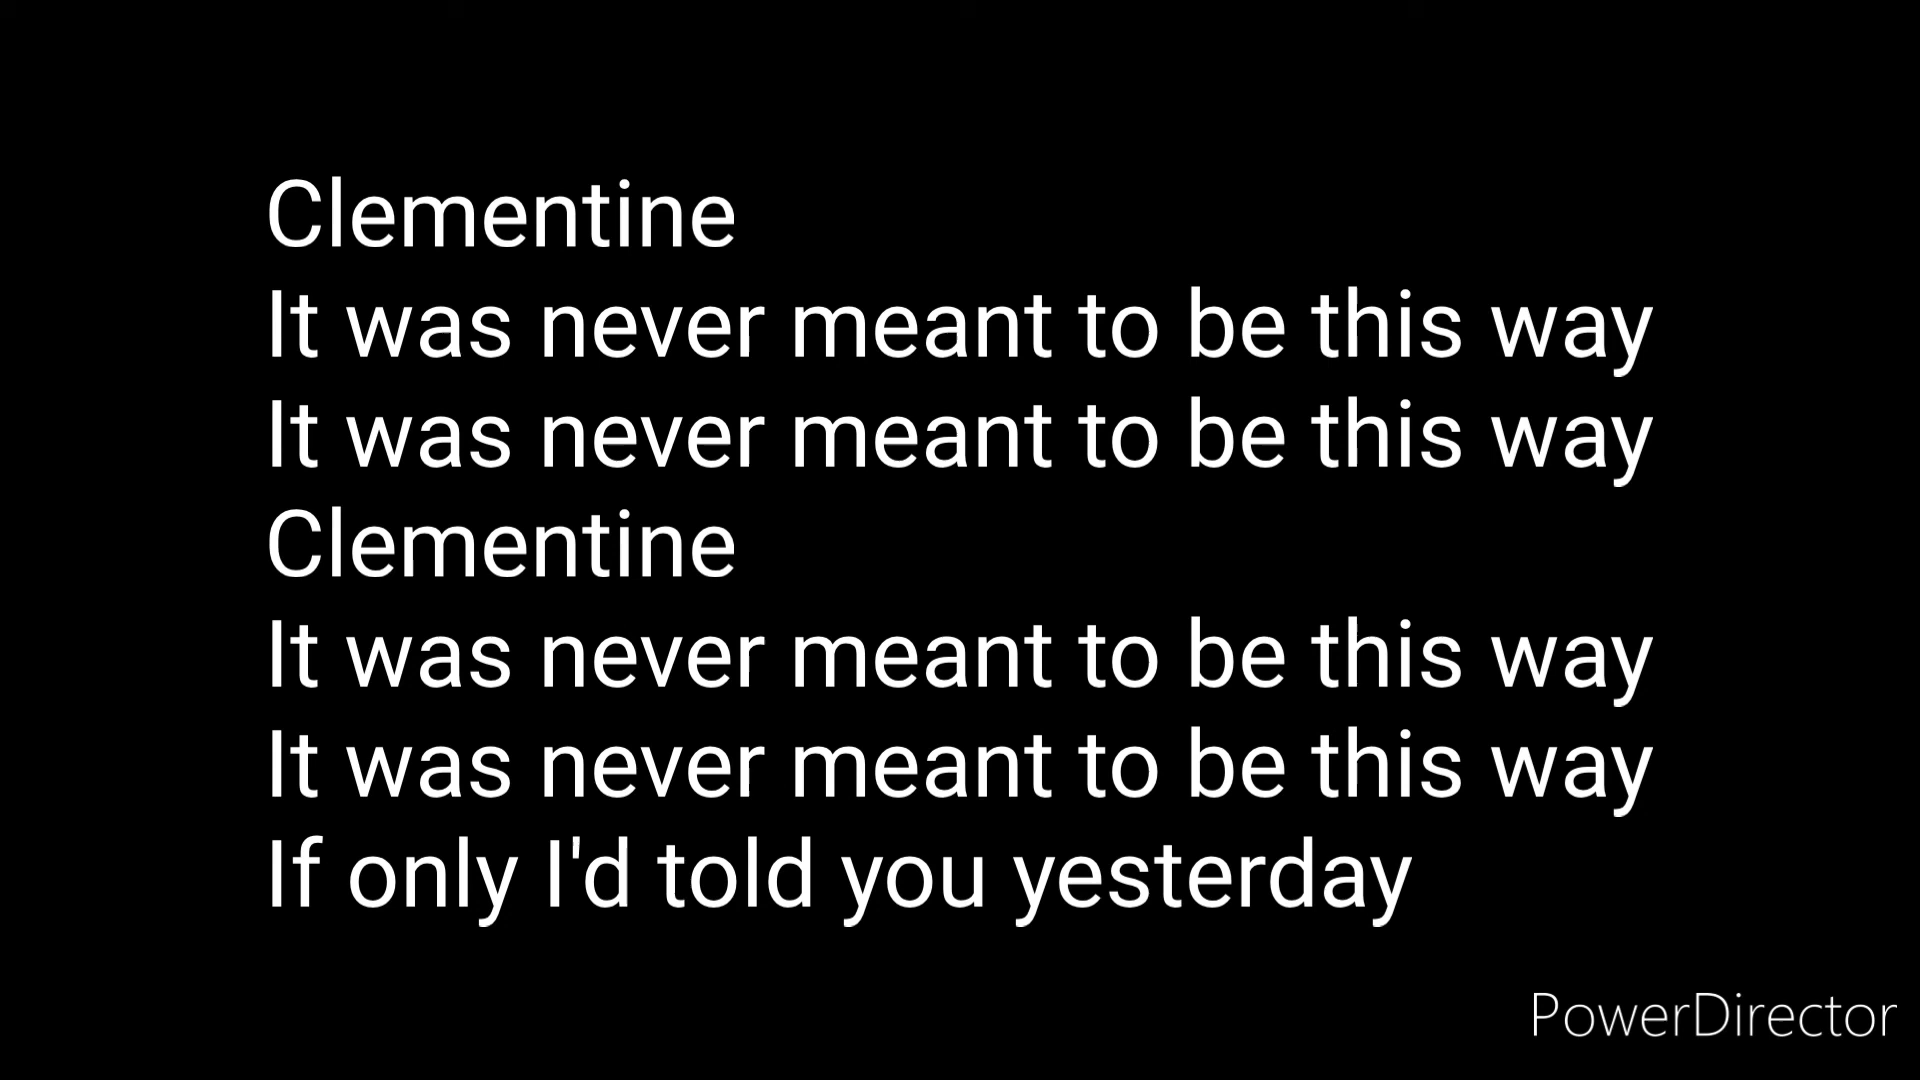 Clementine
It was never meant to be this way
It was never meant to be this way
Clementine
It was never meant to be this way
It was never meant to be this way
If only I'd told you yesterday
PowerDirector